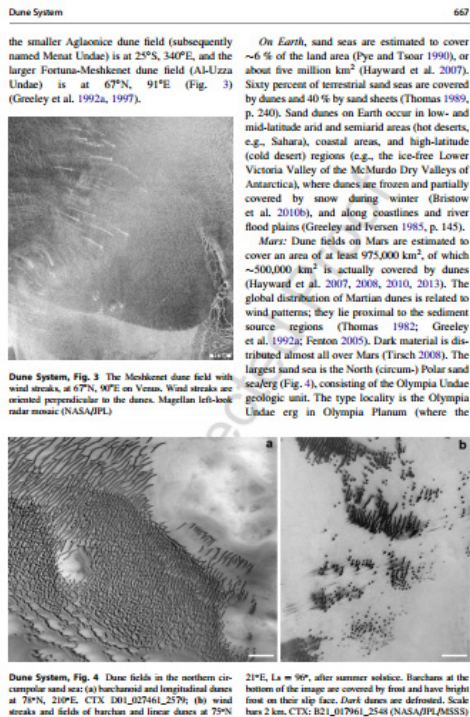 Dune System
667
the smaller Aglaonice dune field (subsequently
named Menat Undae) is at 25°S, 340°E, and the
larger Fortuna-Meshkenet dune field (Al-Uzza
Undae) is at 67°N, 91°E (Fig. 3)
(Greeley et al. 1992a, 1997).
Dune System, Fig. 3 The Meshkenet dune field with
wind streaks, at 67°N, 90°E on Venus. Wind streaks are
oriented perpendicular to the dunes. Magellan left-look
radar mosaic (NASA/JPL)
On Earth, sand seas are estimated to cover
~6 % of the land area (Pye and Tsoar 1990), or
about five million km² (Hayward et al. 2007).
Sixty percent of terrestrial sand seas are covered
by dunes and 40 % by sand sheets (Thomas 1989,
p. 240). Sand dunes on Earth occur in low- and
mid-latitude arid and semiarid areas (hot deserts,
e.g., Sahara), coastal areas, and high-latitude
(cold desert) regions (e.g., the ice-free Lower
Victoria Valley of the McMurdo Dry Valleys of
Antarctica), where dunes are frozen and partially
covered by snow during winter (Bristow
et al. 2010b), and along coastlines and river
flood plains (Greeley and Iversen 1985, p. 145).
Mars: Dune fields on Mars are estimated to
cover an area of at least 975,000 km², of which
~500,000 km² is actually covered by dunes
(Hayward et al. 2007, 2008, 2010, 2013). The
global distribution of Martian dunes is related to
wind patterns; they lie proximal to the sediment
source regions (Thomas 1982; Greeley
et al. 1992a; Fenton 2005). Dark material is dis-
tributed almost all over Mars (Tirsch 2008). The
largest sand sea is the North (circum-) Polar sand
sea/erg (Fig. 4), consisting of the Olympia Undae
geologic unit. The type locality is the Olympia
Undae erg in Olympia Planum (where the
a
b
Dune System, Fig. 4 Dune fields in the northern cir-
cumpolar sand sea: (a) barchanoid and longitudinal dunes
at 78°N, 210°E. CTX D01_027461_2579; (b) wind
streaks and fields of barchan and linear dunes at 75°N
21°E, Ls = 96°, after summer solstice. Barchans at the
bottom of the image are covered by frost and have bright
frost on their slip face. Dark dunes are defrosted. Scale
bars 2 km. CTX: B21_017961_2548 (NASA/JPL/MSSS)